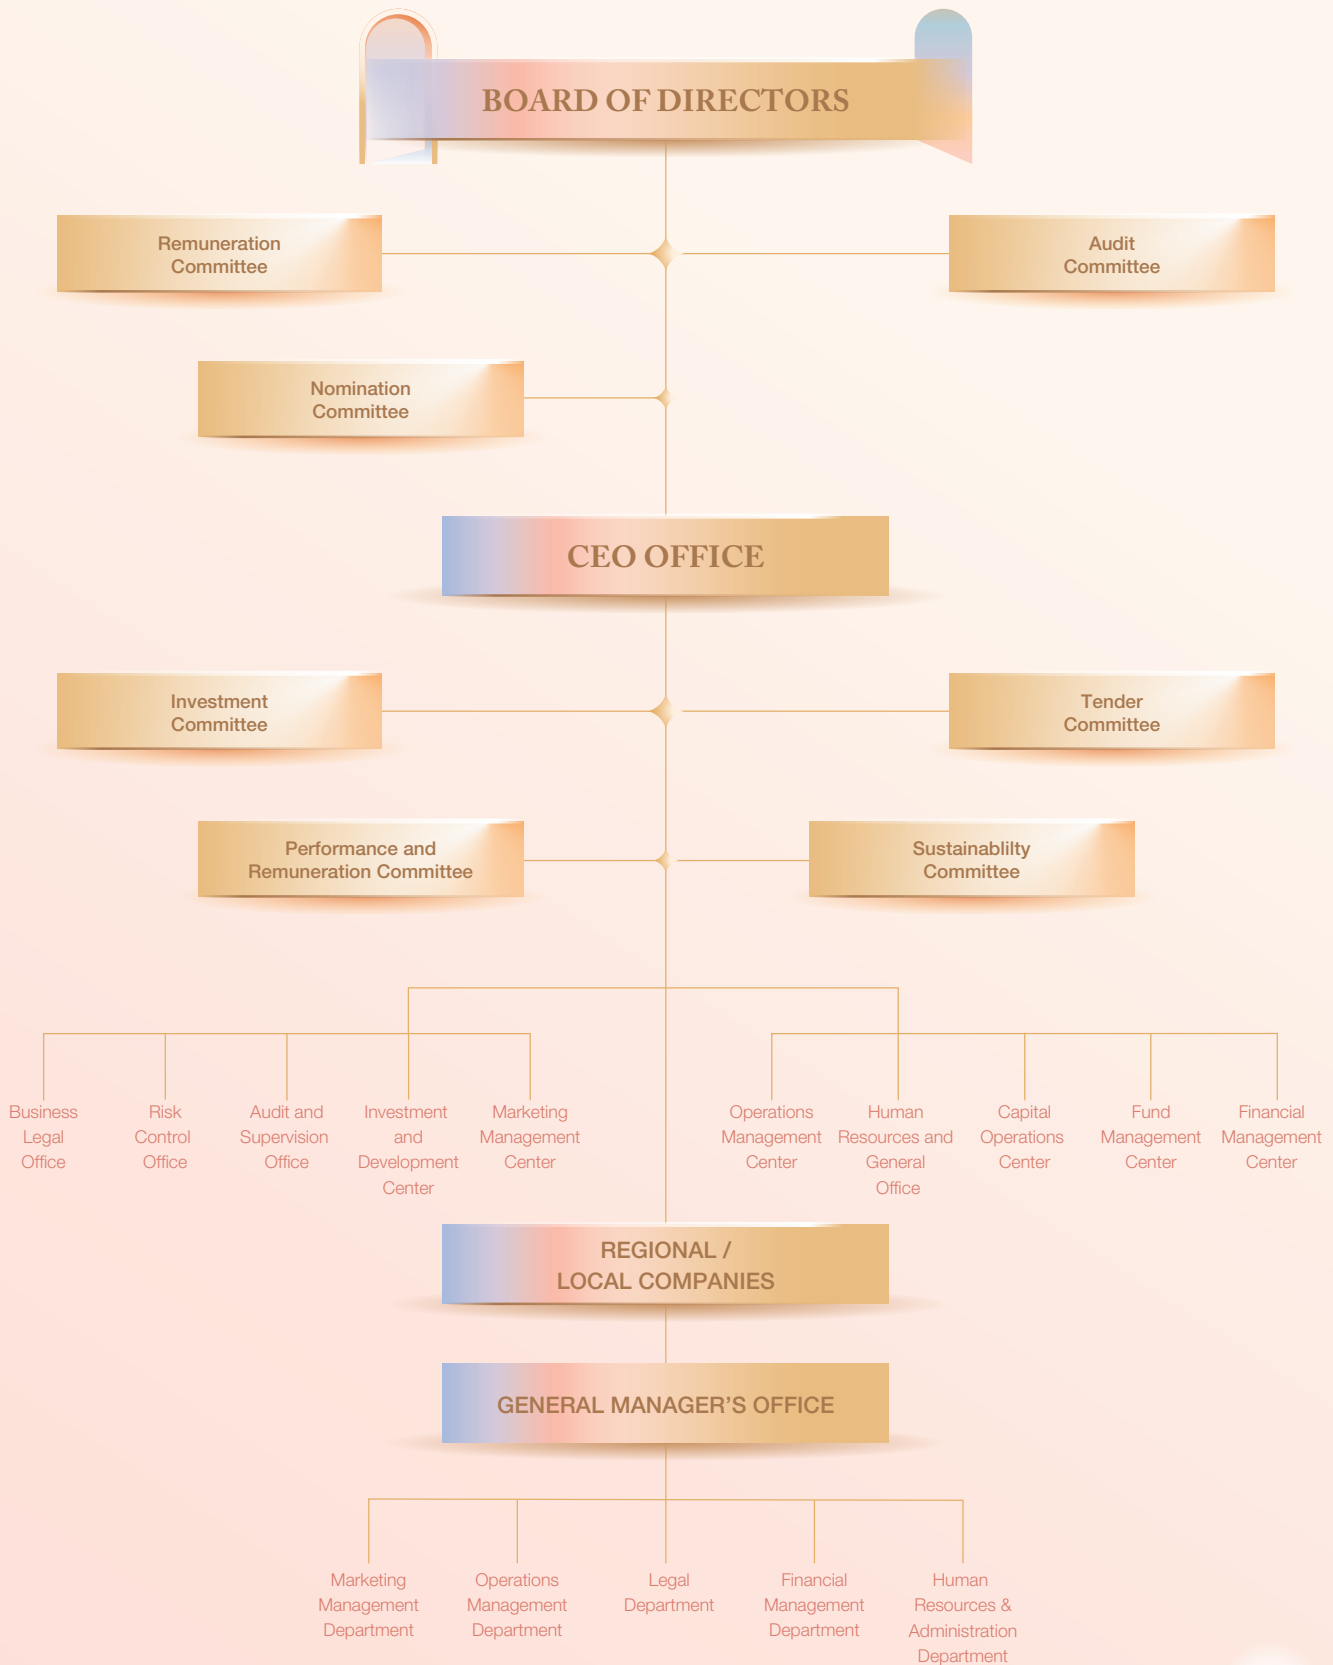 BOARD OF DIRECTORS
Remuneration
Committee
Audit
Committee
Nomination
Committee
CEO OFFICE
Investment
Committee
Tender
Committee
Performance and
Remuneration Committee
Sustainablilty
Committee
Business
Legal
Office
Risk
Control
Office
Audit and
Supervision
Office
Investment
and
Development
Center
Marketing
Management
Center
Operations
Management
Center
Human
Resources and
General
Office
Capital
Operations
Center
Fund
Management
Center
Financial
Management
Center
REGIONAL /
LOCAL COMPANIES
GENERAL MANAGER’S OFFICE
Marketing
Management
Department
Operations
Management
Department
Legal
Department
Financial
Management
Department
Human
Resources &
Administration
Department